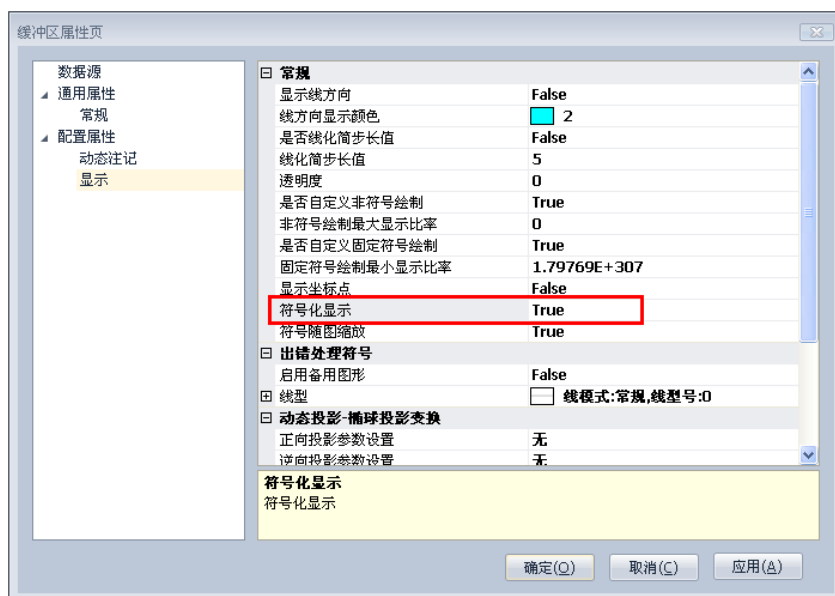 缓冲区属性页
数据源
通用属性
常规
配置属性
动态注记
显示
常规
显示线方向 False
线方向显示颜色 2
是否线化简步长值 False
线化简步长值 5
透明度 0
是否自定义非符号绘制 True
非符号绘制最大显示比率 0
是否自定义固定符号绘制 True
固定符号绘制最小显示比率 1.79769E+307
显示坐标点 False
符号化显示 True
符号随图缩放 True
出错处理符号
启用备用图形 False
线型 线模式:常规,线型号:0
动态投影-椭球投影变换
正向投影参数设置 无
逆向投影参数设置 无
符号化显示
符号化显示
确定(O) 取消(C) 应用(A)